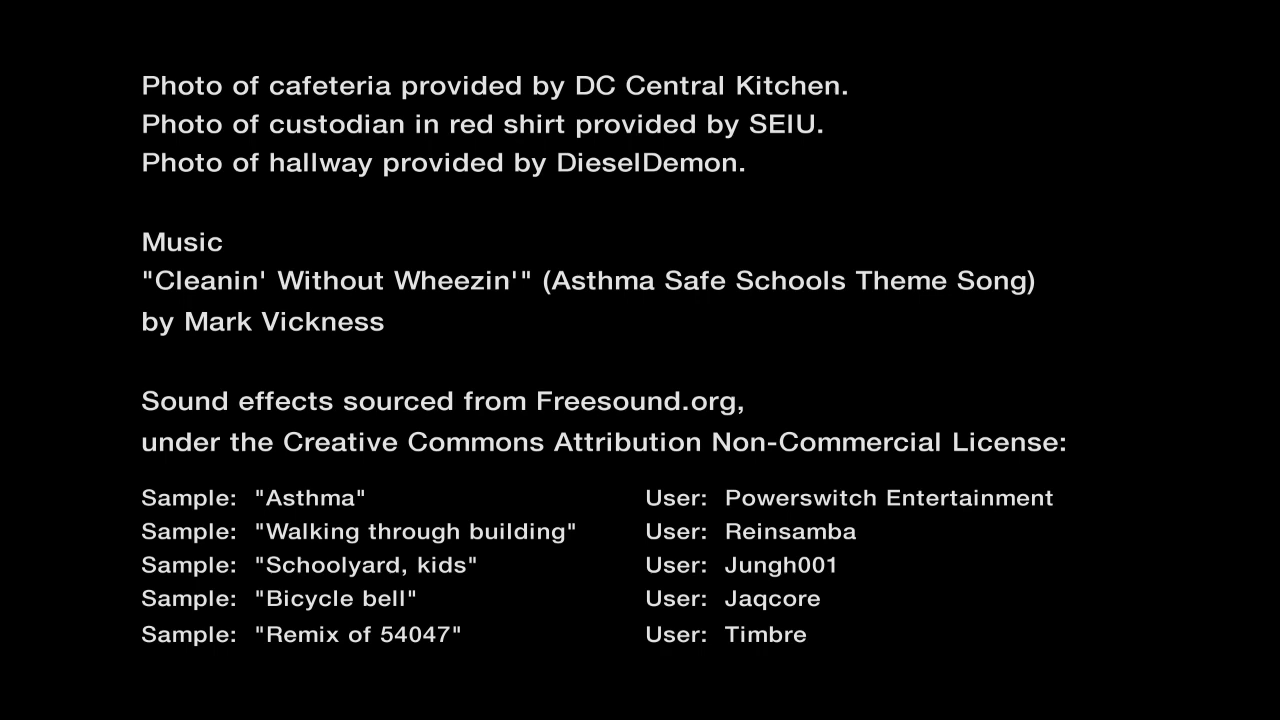 Photo of cafeteria provided by DC Central Kitchen.
Photo of custodian in red shirt provided by SEIU.
Photo of hallway provided by DieselDemon.
Music
"Cleanin' Without Wheezin'" (Asthma Safe Schools Theme Song)
by Mark Vickness
Sound effects sourced from Freesound.org,
under the Creative Commons Attribution Non-Commercial License:
Sample: "Asthma" User: Powerswitch Entertainment
Sample: "Walking through building" User: Reinsamba
Sample: "Schoolyard, kids" User: Jungh001
Sample: "Bicycle bell" User: Jaqcore
Sample: "Remix of 54047" User: Timbre